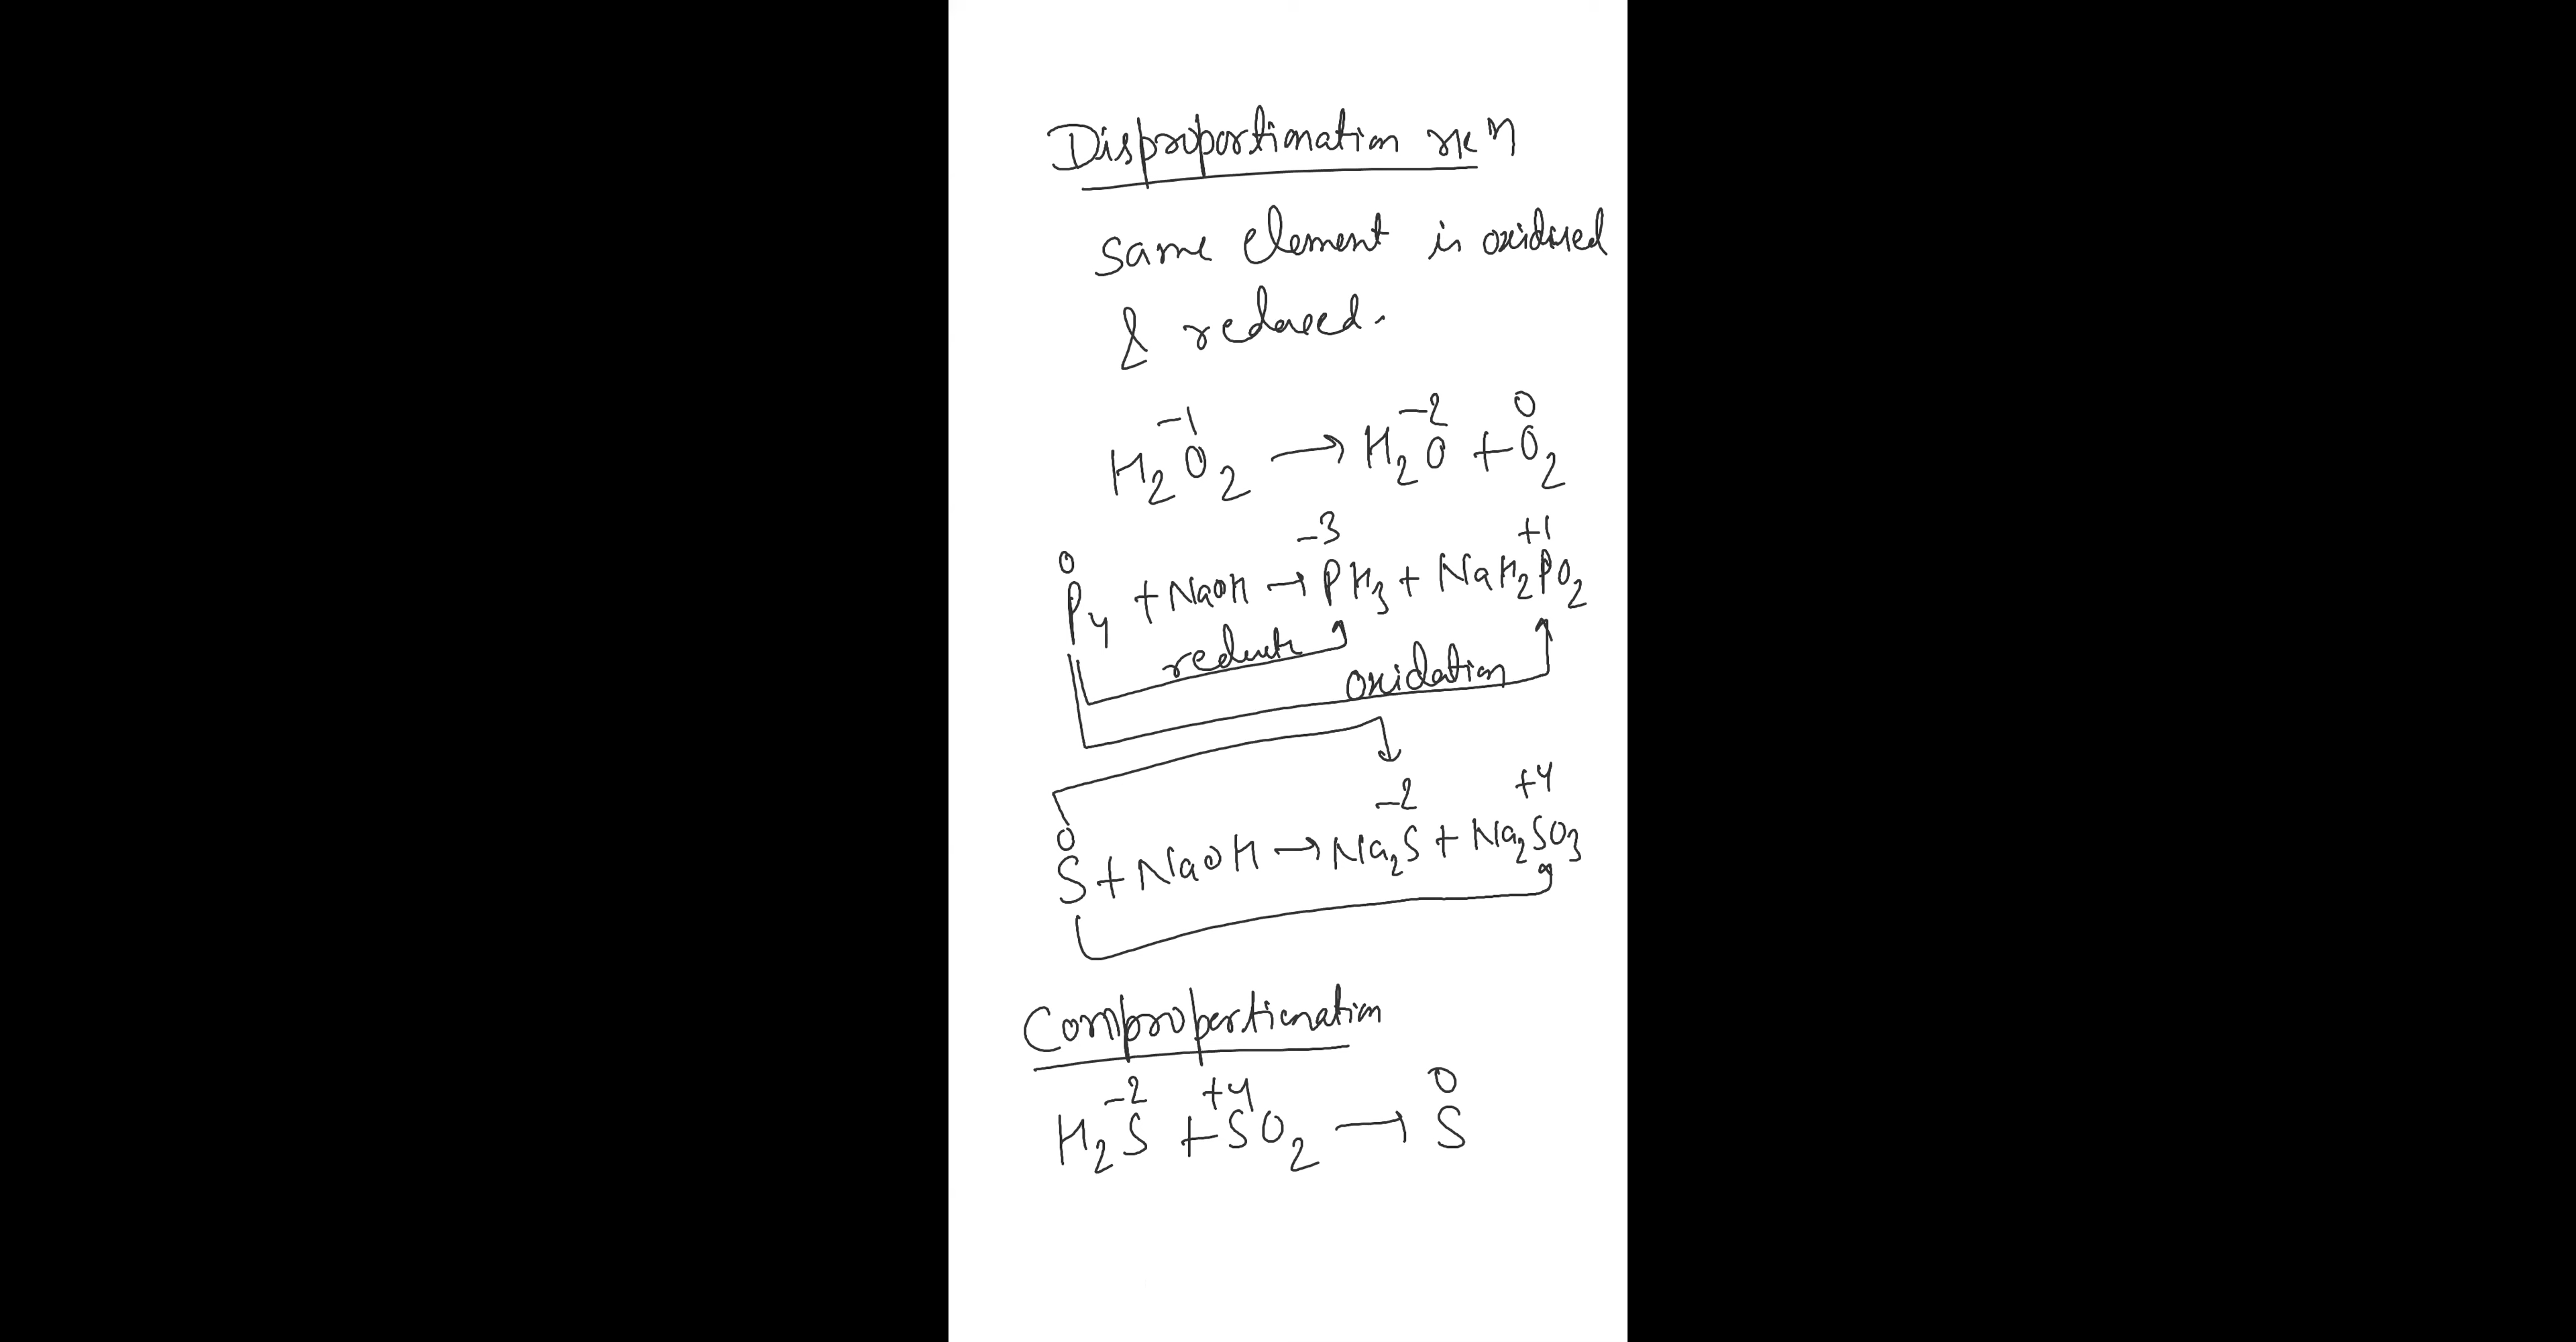 Disproportionation rxⁿ
same element is oxidised
& reduced.
-1 -2 0
H₂O₂ → H₂O + O₂
0 -3 +1
P₄ + NaOH → PH₃ + NaH₂PO₂
oxidation
-2 +4
0
S + NaOH → Na₂S + Na₂SO₃
Comproportionation
-2 +4 0
H₂S + SO₂ → S